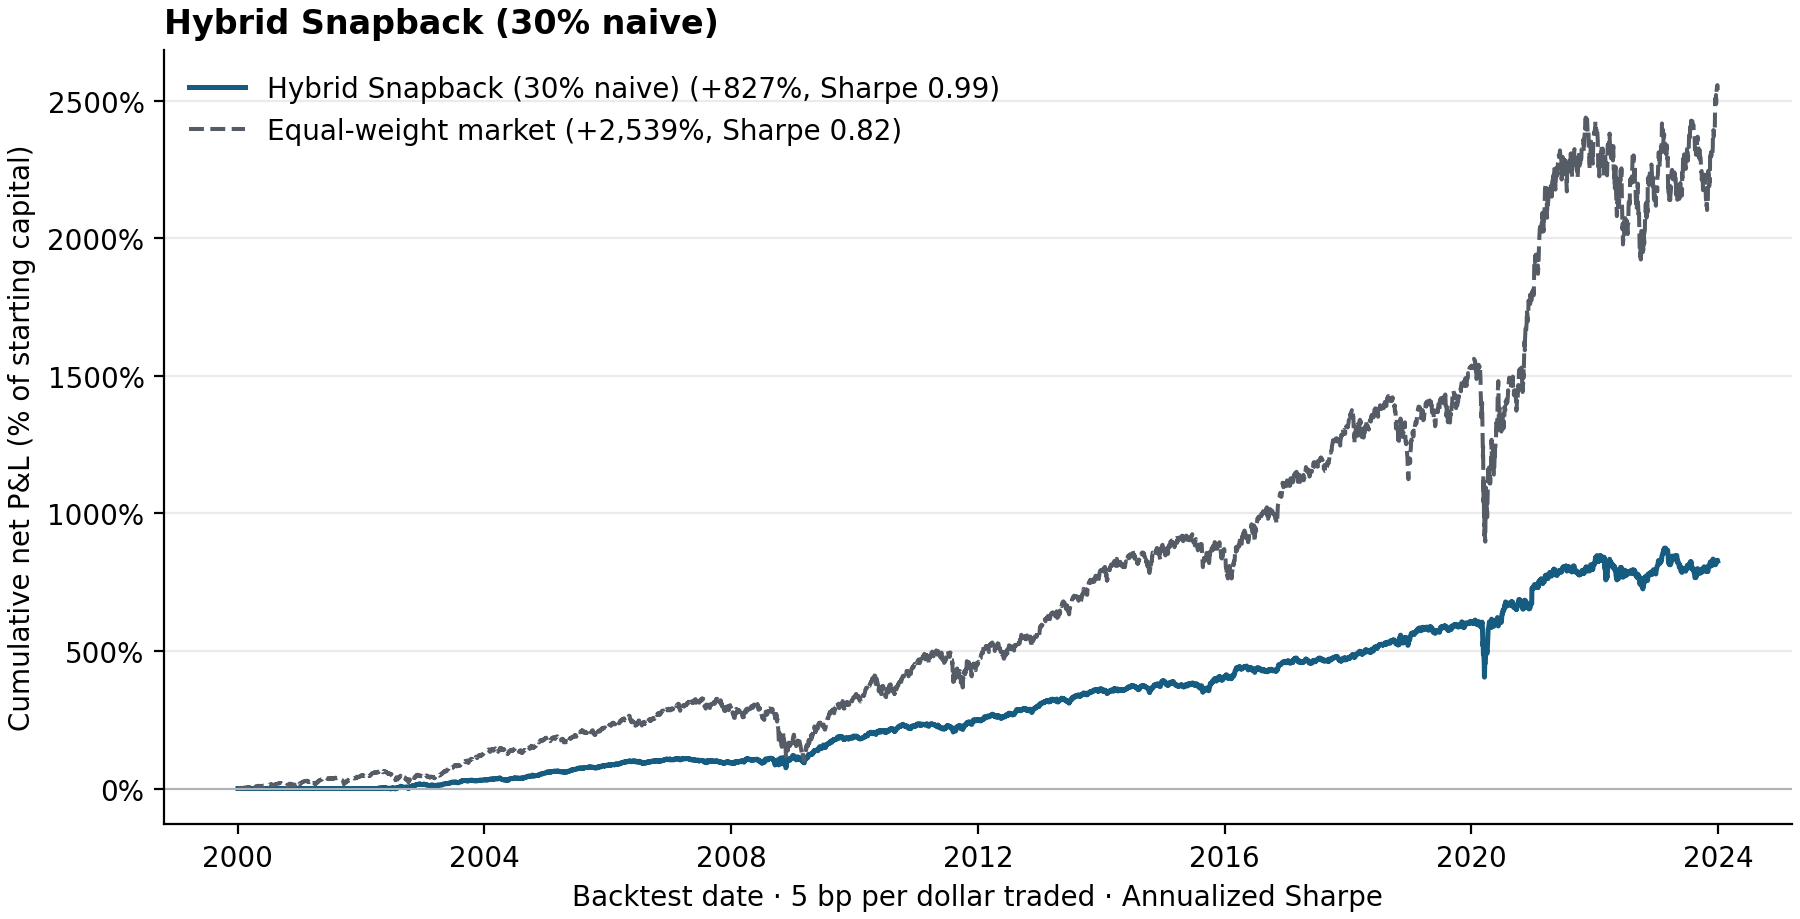 Hybrid Snapback (30% naive)
Hybrid Snapback (30% naive) (+827%, Sharpe 0.99)
Equal-weight market (+2,539%, Sharpe 0.82)
Cumulative net P&L (% of starting capital)
2500%
2000%
1500%
1000%
500%
0%
2000 2004 2008 2012 2016 2020 2024
Backtest date · 5 bp per dollar traded · Annualized Sharpe